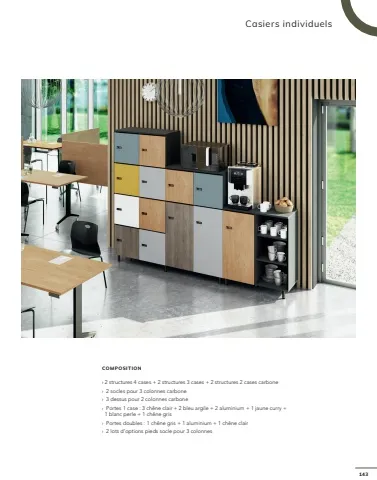 Casiers individuels
COMPOSITION
› 2 structures 4 cases + 2 structures 3 cases + 2 structures 2 cases carbone
› 2 socles pour 3 colonnes carbone
› 3 dessus pour 2 colonnes carbone
› Portes 1 case : 3 chêne clair + 2 bleu argile + 2 aluminium + 1 jaune curry +
1 blanc perle + 1 chêne gris
› Portes doubles : 1 chêne gris + 1 aluminium + 1 chêne clair
› 2 lots d'options pieds socle pour 3 colonnes
143